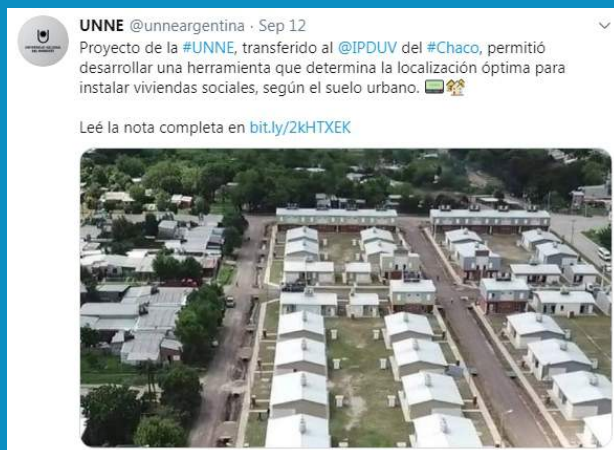 UNNE @unneargentina · Sep 12
Proyecto de la #UNNE, transferido al @IPDUV del #Chaco, permitió
desarrollar una herramienta que determina la localización óptima para
instalar viviendas sociales, según el suelo urbano.
Leé la nota completa en bit.ly/2kHTXEK